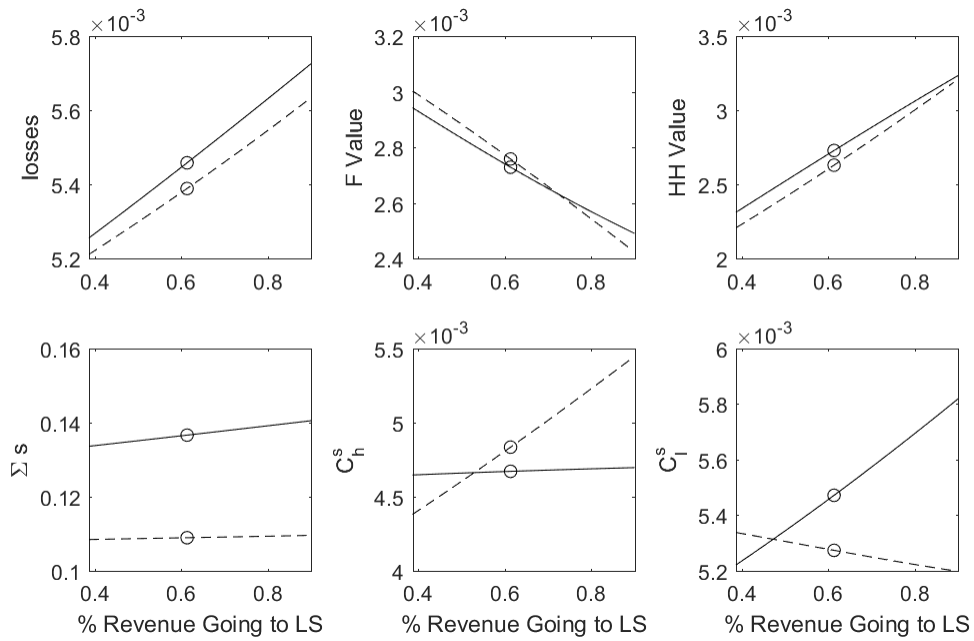 ×10⁻³
5.8
5.6
5.4
5.2
losses
0.4 0.6 0.8
×10⁻³
3.2
3
2.8
2.6
2.4
F Value
0.4 0.6 0.8
×10⁻³
3.5
3
2.5
2
HH Value
0.4 0.6 0.8
0.16
0.14
0.12
0.1
Σ s
0.4 0.6 0.8
% Revenue Going to LS
×10⁻³
5.5
5
4.5
4
Cₕˢ
0.4 0.6 0.8
% Revenue Going to LS
×10⁻³
6
5.8
5.6
5.4
5.2
Cₗˢ
0.4 0.6 0.8
% Revenue Going to LS